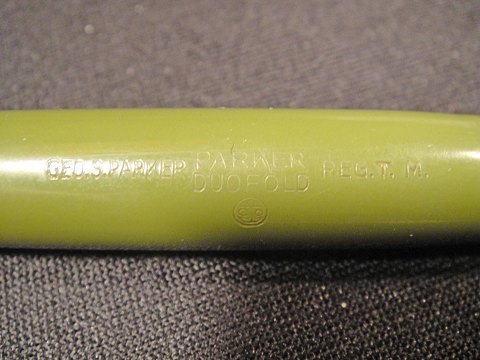 GEO.S.PARKER PARKER REG.T.M.
DUOFOLD